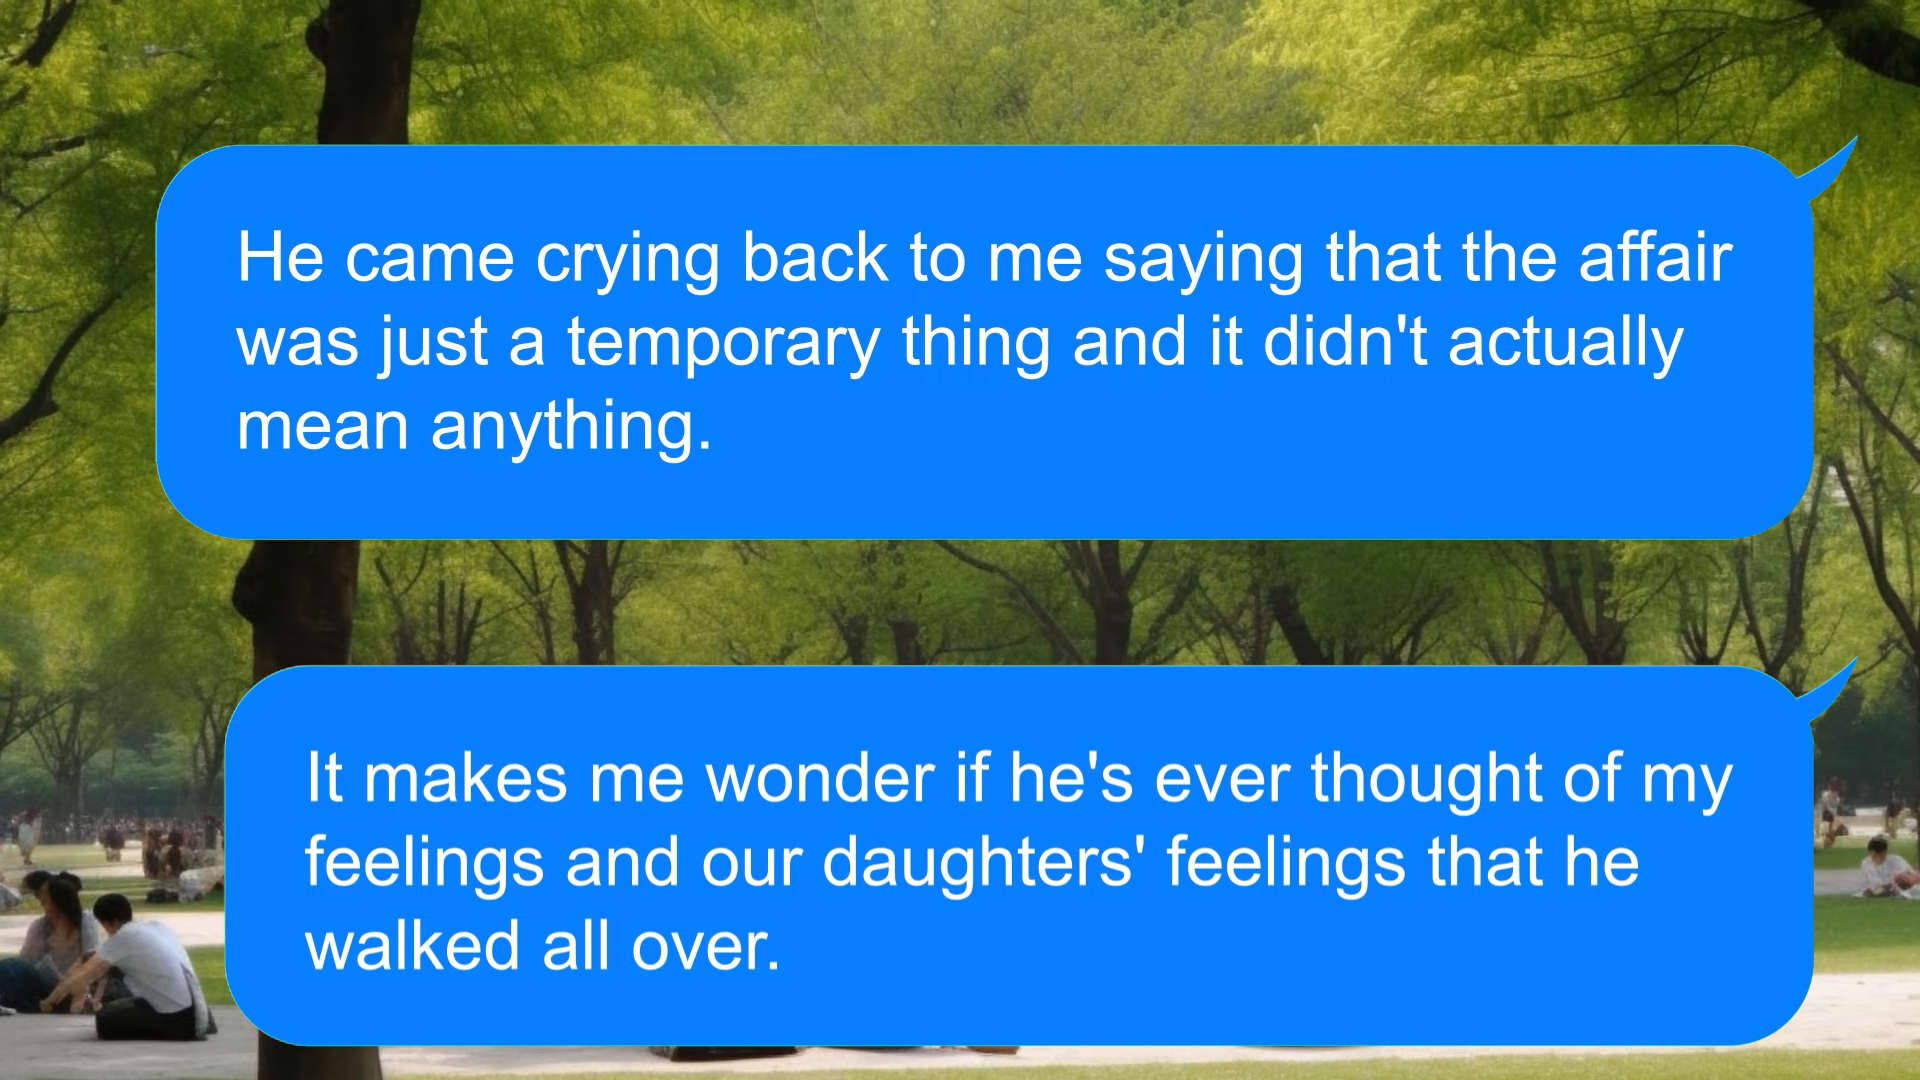 He came crying back to me saying that the affair
was just a temporary thing and it didn't actually
mean anything.
It makes me wonder if he's ever thought of my
feelings and our daughters' feelings that he
walked all over.